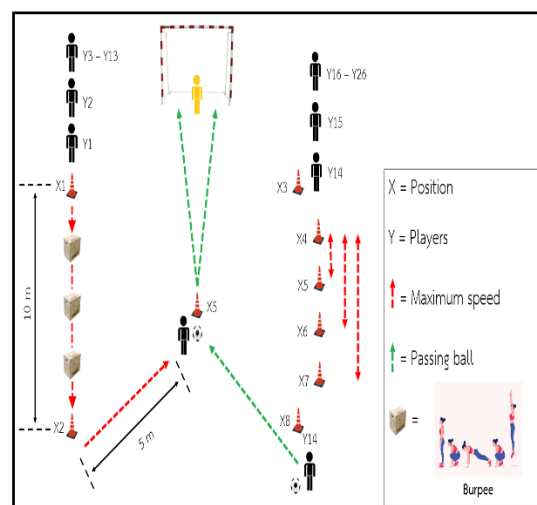 Y3 – Y13
Y2
Y1
X1
10 m
X2
5 m
X5
Y16 – Y26
Y15
Y14
X3
X4
X5
X6
X7
X8
Y14
X = Position
Y = Players
= Maximum speed
= Passing ball
=
Burpee